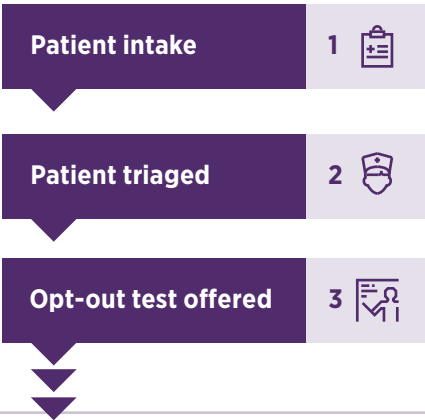 Patient intake 1
Patient triaged 2
Opt-out test offered 3